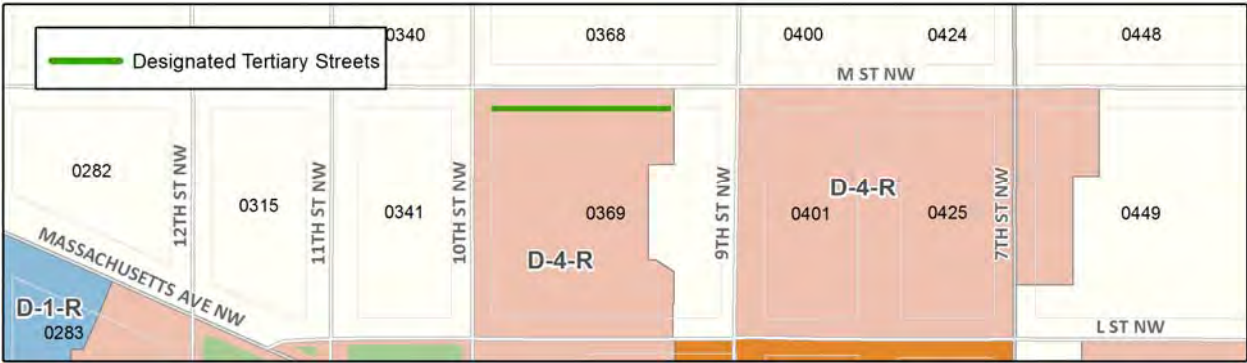 0340
0368
0400
0424
0448
Designated Tertiary Streets
M ST NW
0282
12TH ST NW
0315
11TH ST NW
0341
10TH ST NW
0369
9TH ST NW
D-4-R
0401
0425
7TH ST NW
0449
D-4-R
MASSACHUSETTS AVE NW
D-1-R
0283
L ST NW